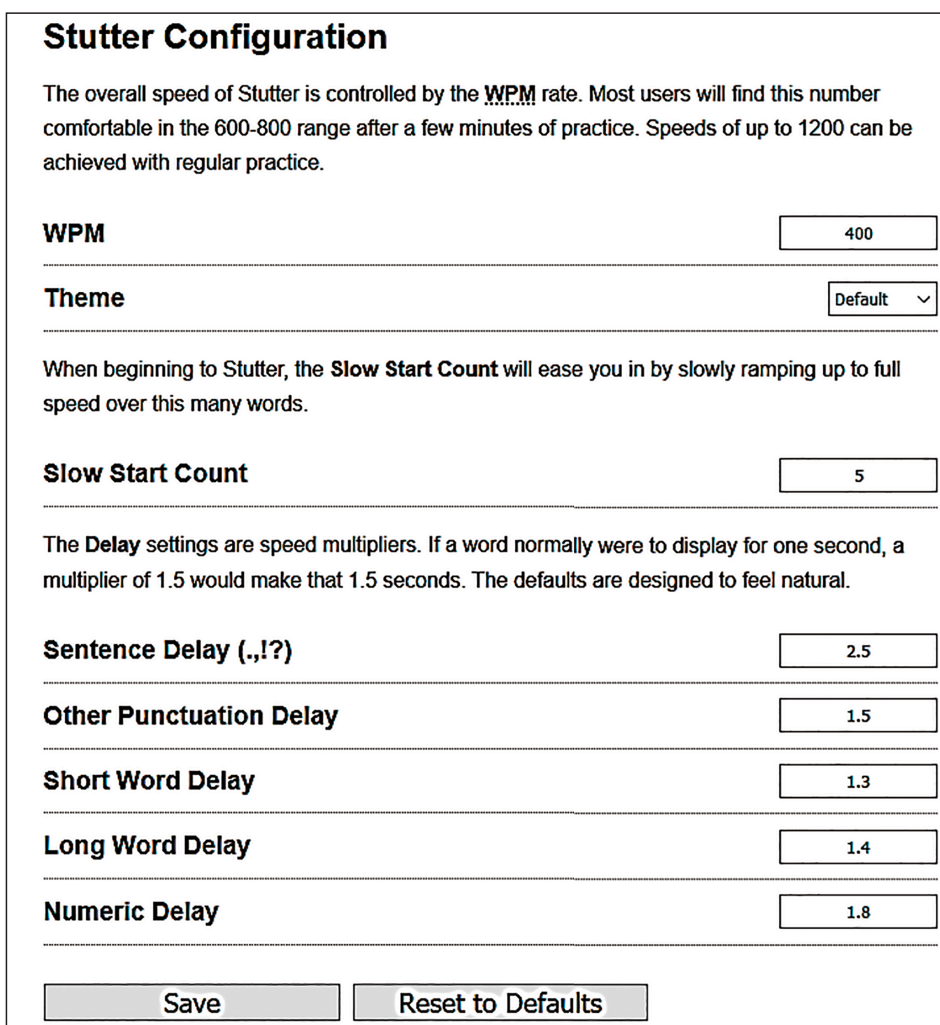 Stutter Configuration
The overall speed of Stutter is controlled by the WPM rate. Most users will find this number
comfortable in the 600-800 range after a few minutes of practice. Speeds of up to 1200 can be
achieved with regular practice.
WPM 400
Theme Default
When beginning to Stutter, the Slow Start Count will ease you in by slowly ramping up to full
speed over this many words.
Slow Start Count 5
The Delay settings are speed multipliers. If a word normally were to display for one second, a
multiplier of 1.5 would make that 1.5 seconds. The defaults are designed to feel natural.
Sentence Delay (.,!?) 2.5
Other Punctuation Delay 1.5
Short Word Delay 1.3
Long Word Delay 1.4
Numeric Delay 1.8
Save Reset to Defaults